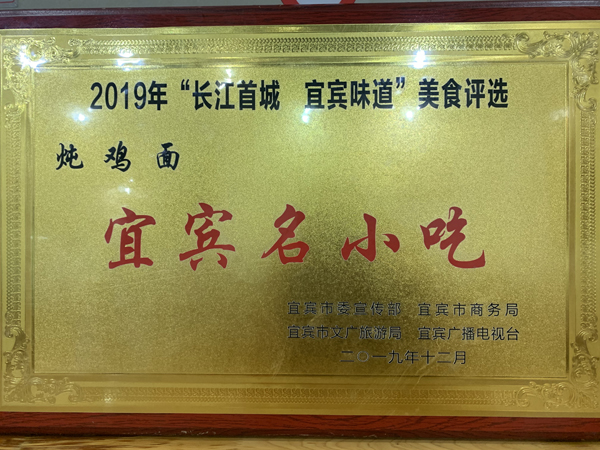 2019年“长江首城 宜宾味道”美食评选
炖鸡面
宜宾名小吃
宜宾市委宣传部 宜宾市商务局
宜宾市文广旅游局 宜宾广播电视台
二〇一九年十二月